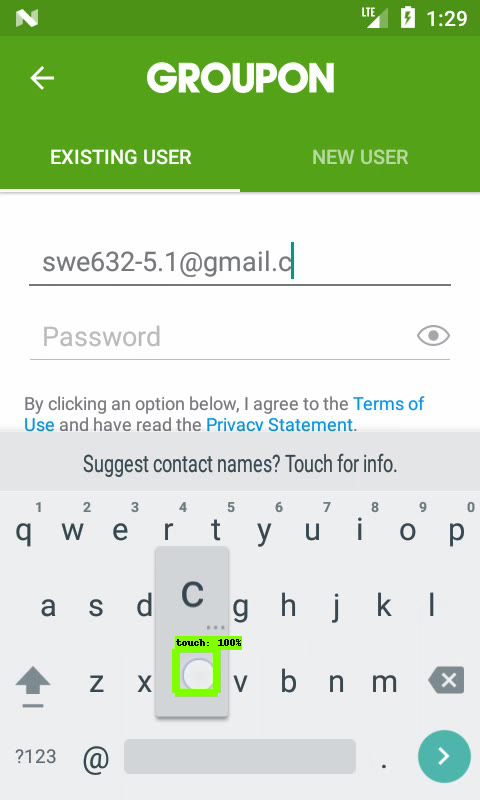 LTE 1:29
GROUPON
EXISTING USER NEW USER
swe632-5.1@gmail.c
Password
By clicking an option below, I agree to the Terms of
Use and have read the Privacy Statement.
Suggest contact names? Touch for info.
1 2 3 4 5 6 7 8 9 0
q w e r t y u i o p
c
a s d g h j k l
...
touch: 100%
z x v b n m
?123 @ .